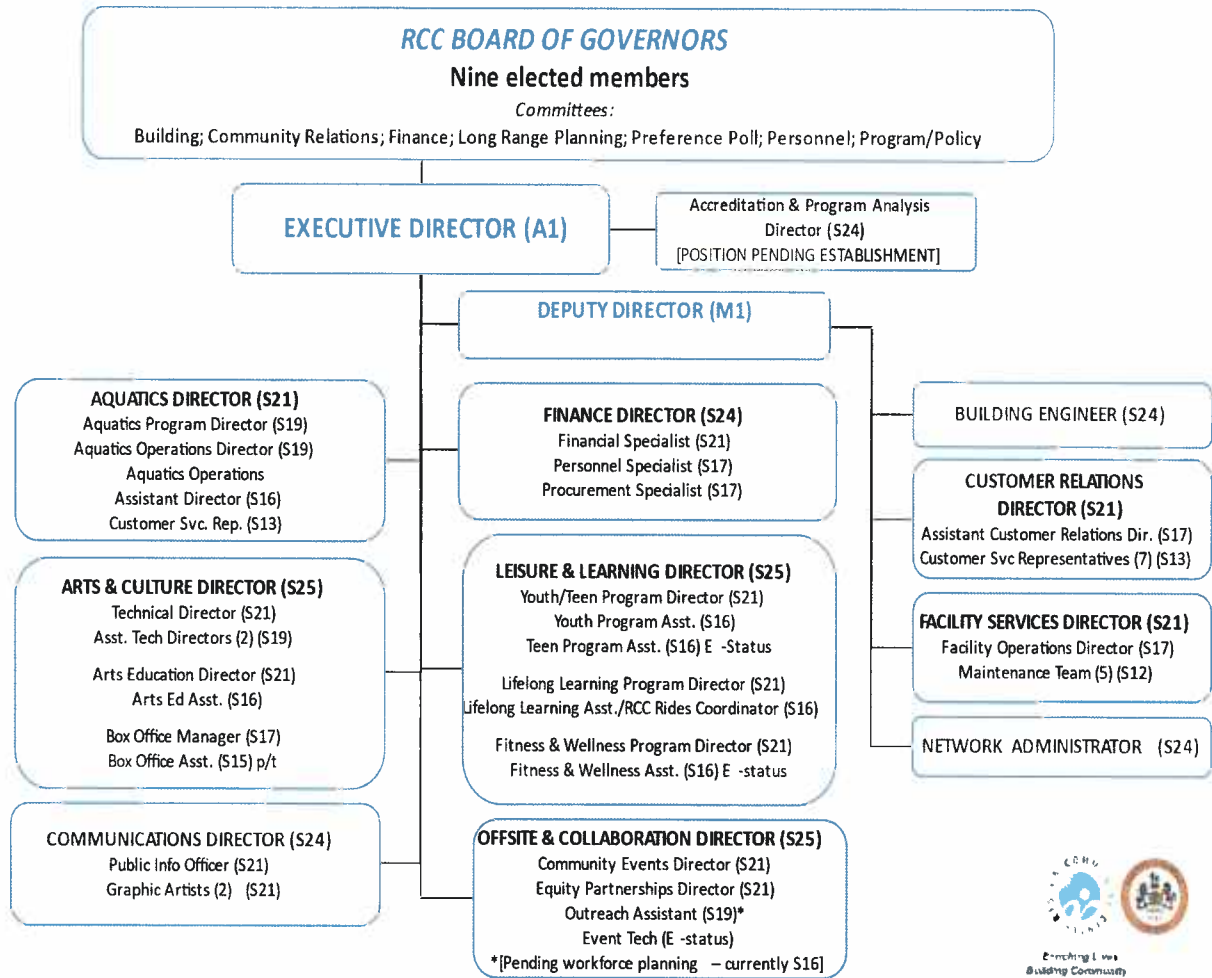 RCC BOARD OF GOVERNORS
Nine elected members
Committees:
Building; Community Relations; Finance; Long Range Planning; Preference Poll; Personnel; Program/Policy
EXECUTIVE DIRECTOR (A1)
Accreditation & Program Analysis
Director (S24)
[POSITION PENDING ESTABLISHMENT]
DEPUTY DIRECTOR (M1)
AQUATICS DIRECTOR (S21)
Aquatics Program Director (S19)
Aquatics Operations Director (S19)
Aquatics Operations
Assistant Director (S16)
Customer Svc. Rep. (S13)
FINANCE DIRECTOR (S24)
Financial Specialist (S21)
Personnel Specialist (S17)
Procurement Specialist (S17)
BUILDING ENGINEER (S24)
CUSTOMER RELATIONS
DIRECTOR (S21)
Assistant Customer Relations Dir. (S17)
Customer Svc Representatives (7) (S13)
ARTS & CULTURE DIRECTOR (S25)
Technical Director (S21)
Asst. Tech Directors (2) (S19)
Arts Education Director (S21)
Arts Ed Asst. (S16)
Box Office Manager (S17)
Box Office Asst. (S15) p/t
LEISURE & LEARNING DIRECTOR (S25)
Youth/Teen Program Director (S21)
Youth Program Asst. (S16)
Teen Program Asst. (S16) E -Status
Lifelong Learning Program Director (S21)
Lifelong Learning Asst./RCC Rides Coordinator (S16)
Fitness & Wellness Program Director (S21)
Fitness & Wellness Asst. (S16) E -status
FACILITY SERVICES DIRECTOR (S21)
Facility Operations Director (S17)
Maintenance Team (5) (S12)
NETWORK ADMINISTRATOR (S24)
COMMUNICATIONS DIRECTOR (S24)
Public Info Officer (S21)
Graphic Artists (2) (S21)
OFFSITE & COLLABORATION DIRECTOR (S25)
Community Events Director (S21)
Equity Partnerships Director (S21)
Outreach Assistant (S19)*
Event Tech (E -status)
*[Pending workforce planning – currently S16]
Enriching Lives
Building Community